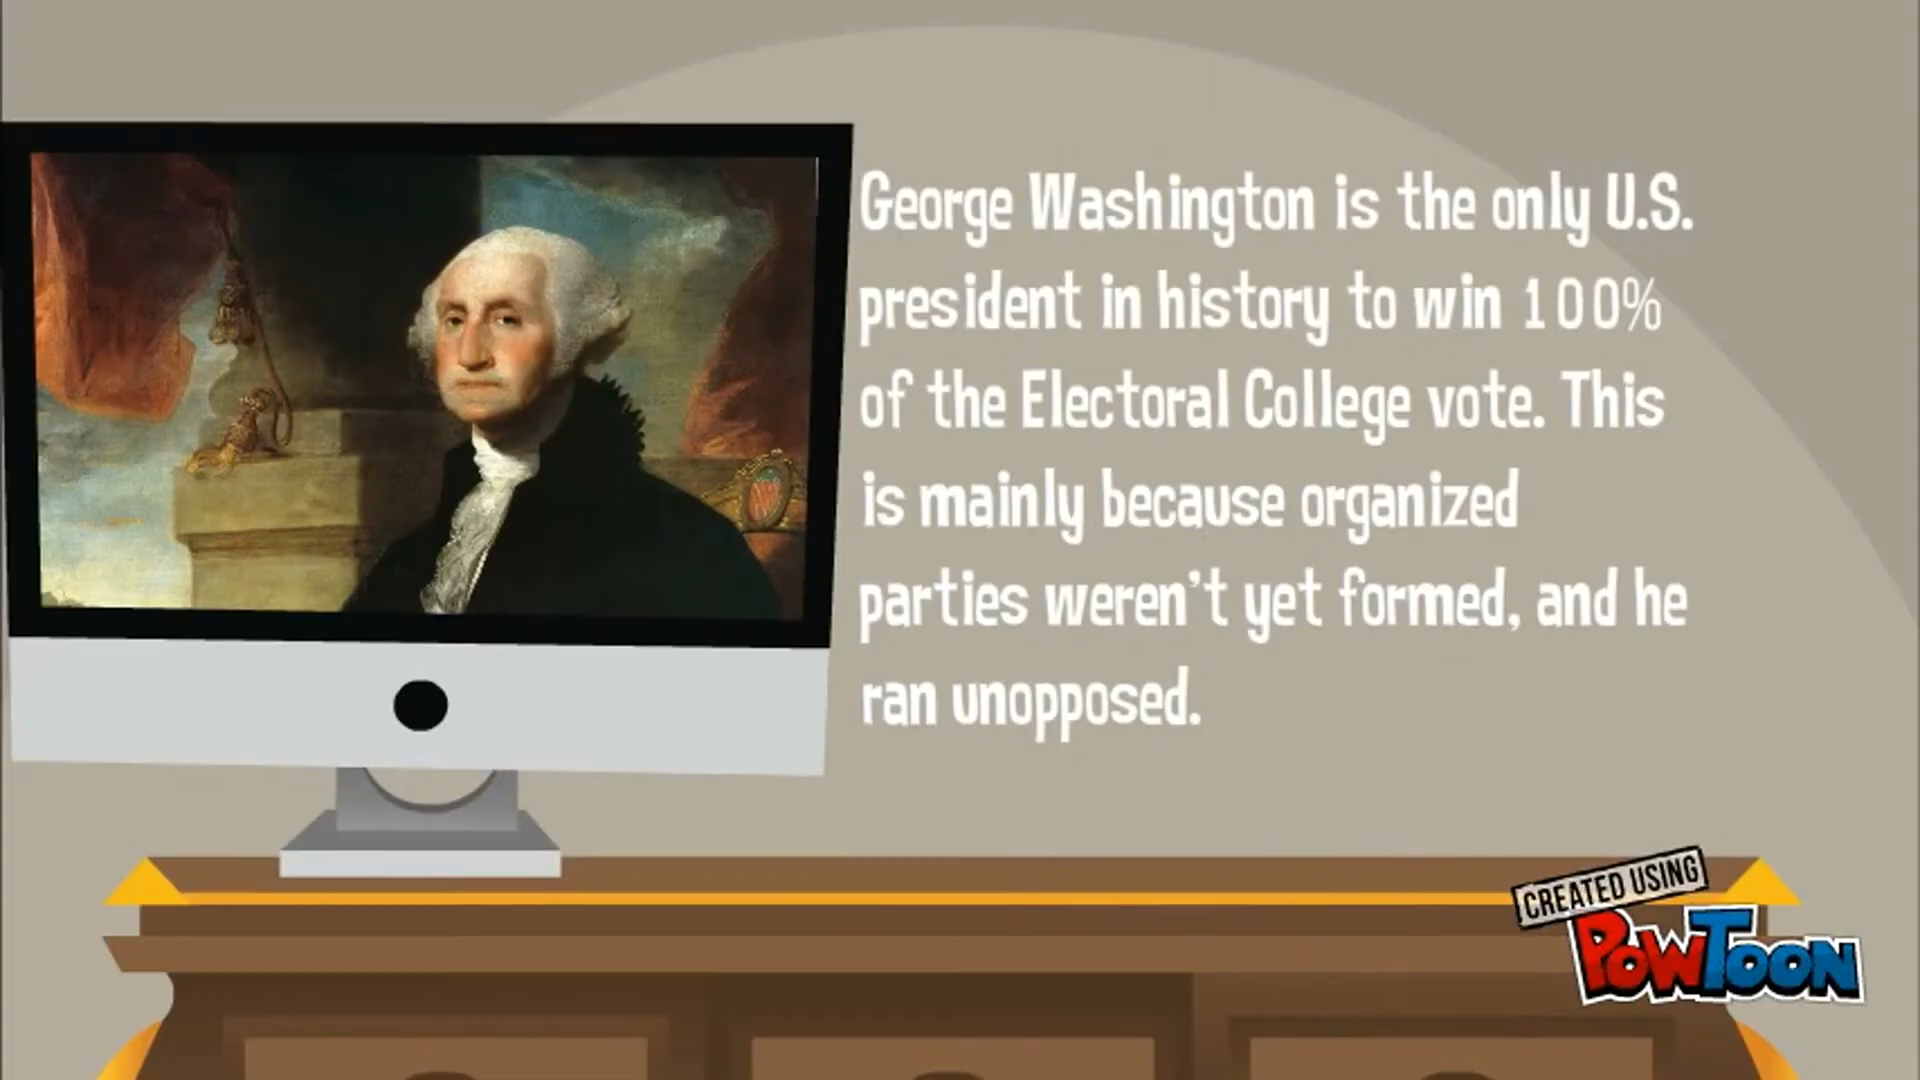 George Washington is the only U.S.
president in history to win 100%
of the Electoral College vote. This
is mainly because organized
parties weren't yet formed, and he
ran unopposed.
CREATED USING
POWTOON